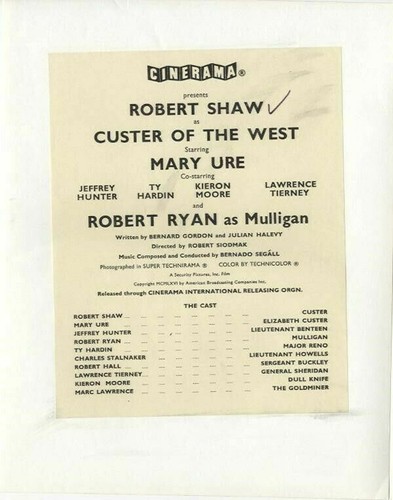 CINERAMA®
presents
ROBERT SHAW
as
CUSTER OF THE WEST
Starring
MARY URE
Co-starring
JEFFREY HUNTER TY HARDIN KIERON MOORE LAWRENCE TIERNEY
and
ROBERT RYAN as Mulligan
Written by BERNARD GORDON and JULIAN HALEVY
Directed by ROBERT SIODMAK
Music Composed and Conducted by BERNADO SEGÁLL
Photographed in SUPER TECHNIRAMA ® COLOR BY TECHNICOLOR ®
A Security Pictures, Inc. Film
Copyright MCMLXVI by American Broadcasting Companies Inc.
Released through CINERAMA INTERNATIONAL RELEASING ORGN.
THE CAST
ROBERT SHAW ... CUSTER
MARY URE ... ELIZABETH CUSTER
JEFFREY HUNTER ... LIEUTENANT BENTEEN
ROBERT RYAN ... MULLIGAN
TY HARDIN ... MAJOR RENO
CHARLES STALNAKER ... LIEUTENANT HOWELLS
ROBERT HALL ... SERGEANT BUCKLEY
LAWRENCE TIERNEY ... GENERAL SHERIDAN
KIERON MOORE ... DULL KNIFE
MARC LAWRENCE ... THE GOLDMINER